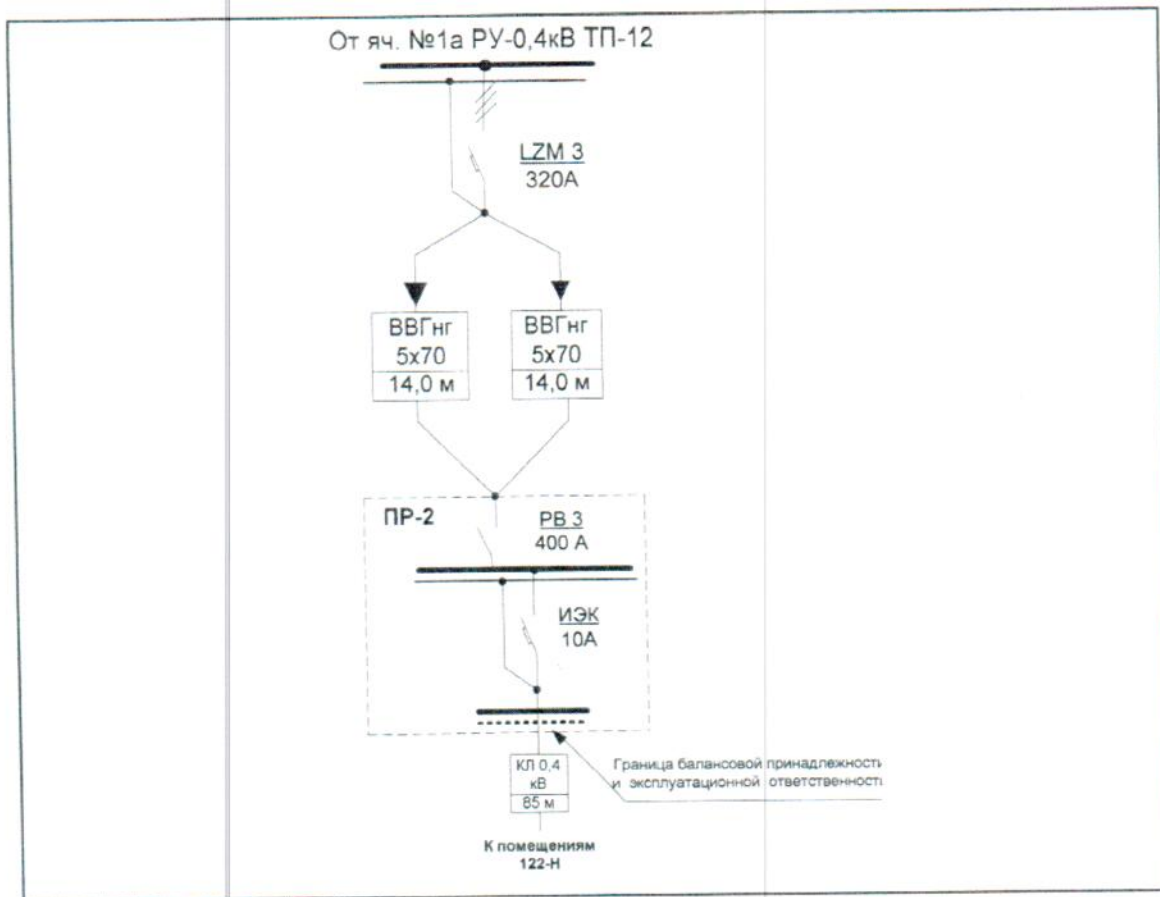 От яч. №1а РУ-0,4кВ ТП-12
LZM 3
320А
ВВГнг
5х70
14,0 м
ВВГнг
5х70
14,0 м
ПР-2
РВ 3
400 А
ИЭК
10А
КЛ 0,4
кВ
85 м
Граница балансовой принадлежности
и эксплуатационной ответственност
К помещениям
122-Н